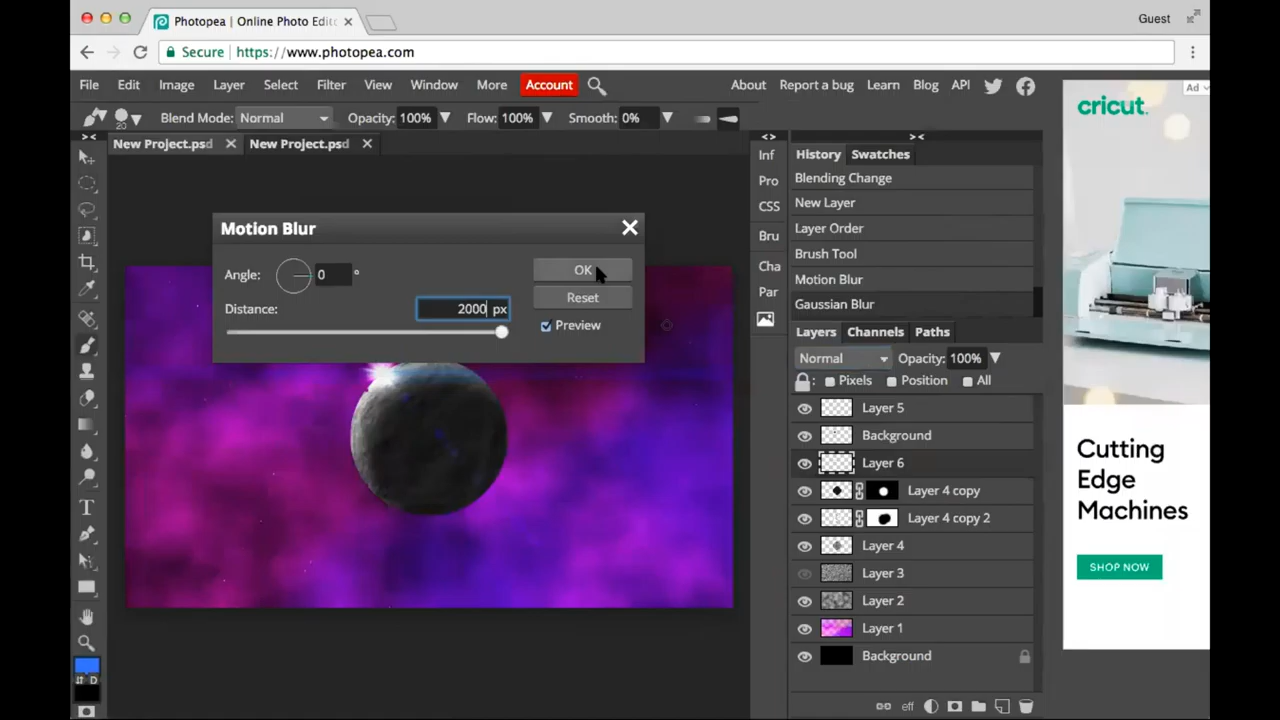 Photopea | Online Photo Edit
Guest
Secure https://www.photopea.com
File Edit Image Layer Select Filter View Window More Account About Report a bug Learn Blog API
20 Blend Mode: Normal Opacity: 100% Flow: 100% Smooth: 0%
New Project.psd New Project.psd
Inf
Pro
CSS
Bru
Cha
Par
History Swatches
Blending Change
New Layer
Layer Order
Brush Tool
Motion Blur
Gaussian Blur
Motion Blur
Angle: 0 °
Distance: 2000 px
OK
Reset
Preview
Layers Channels Paths
Normal Opacity: 100%
Pixels Position All
Layer 5
Background
Layer 6
Layer 4 copy
Layer 4 copy 2
Layer 4
Layer 3
Layer 2
Layer 1
Background
eff
T
D
Ad
cricut.
Cutting
Edge
Machines
SHOP NOW